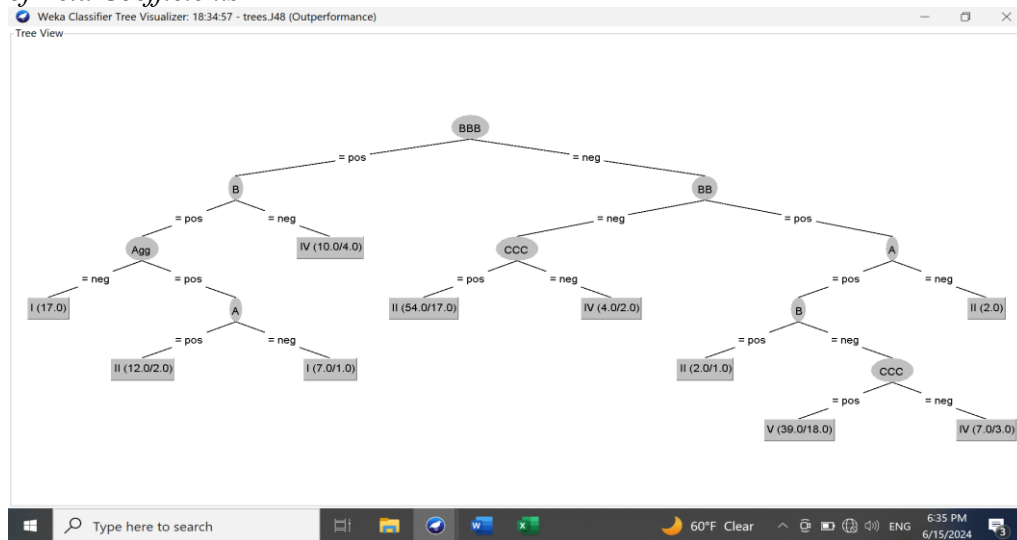 Weka Classifier Tree Visualizer: 18:34:57 - trees.J48 (Outperformance)
Tree View
BBB
= pos
= neg
B
BB
= pos
= neg
= neg
= pos
Agg
IV (10.0/4.0)
CCC
A
= neg
= pos
= pos
= neg
= pos
= neg
I (17.0)
A
II (54.0/17.0)
IV (4.0/2.0)
B
II (2.0)
= pos
= neg
= pos
= neg
II (12.0/2.0)
I (7.0/1.0)
II (2.0/1.0)
CCC
= pos
= neg
V (39.0/18.0)
IV (7.0/3.0)
Type here to search
60°F Clear
ENG
6:35 PM
6/15/2024
3